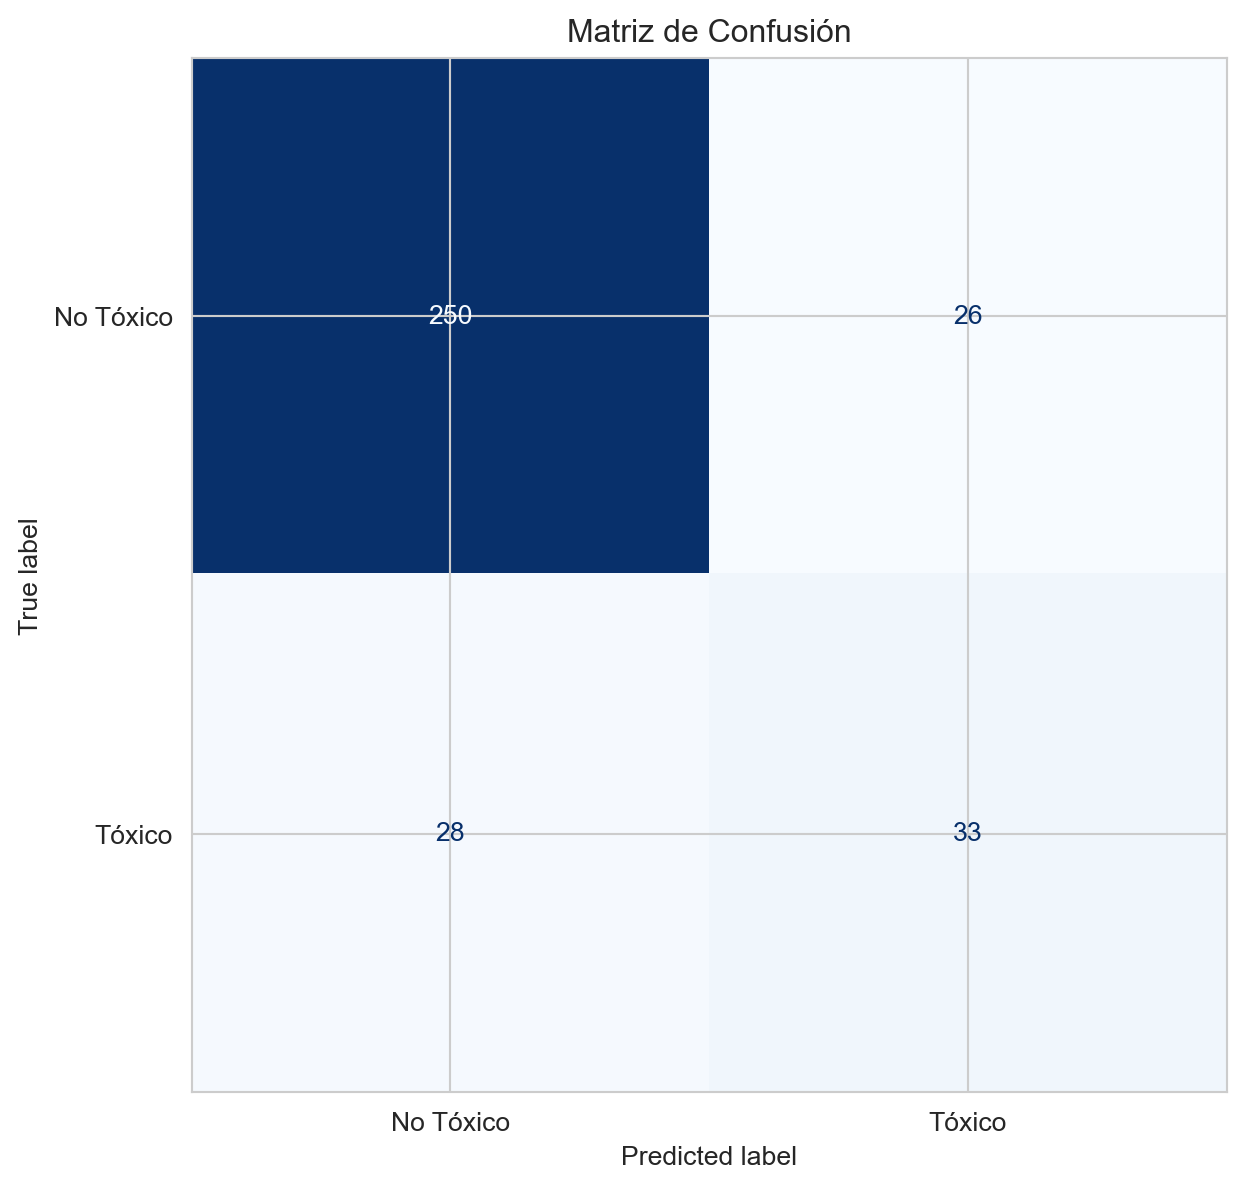 Matriz de Confusión
True label
No Tóxico
250
26
Tóxico
28
33
No Tóxico
Tóxico
Predicted label